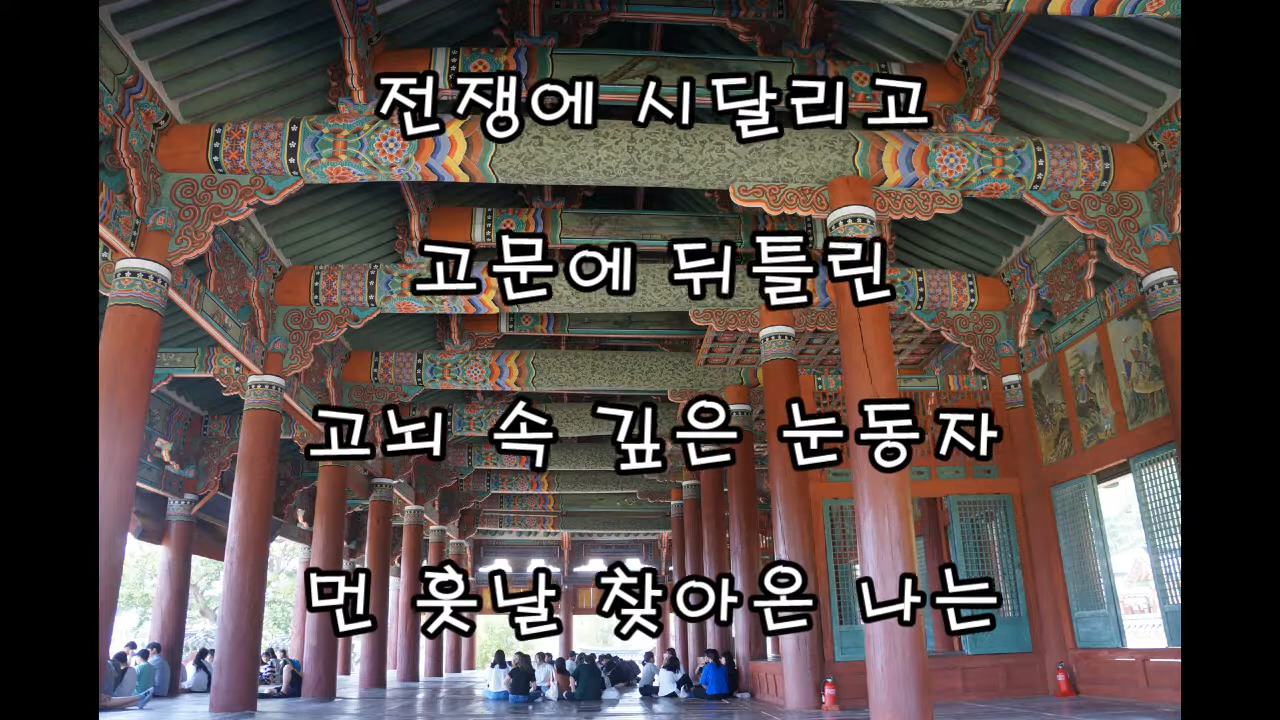 전쟁에 시달리고
고문에 뒤틀린
고뇌 속 깊은 눈동자
먼 훗날 찾아온 나는